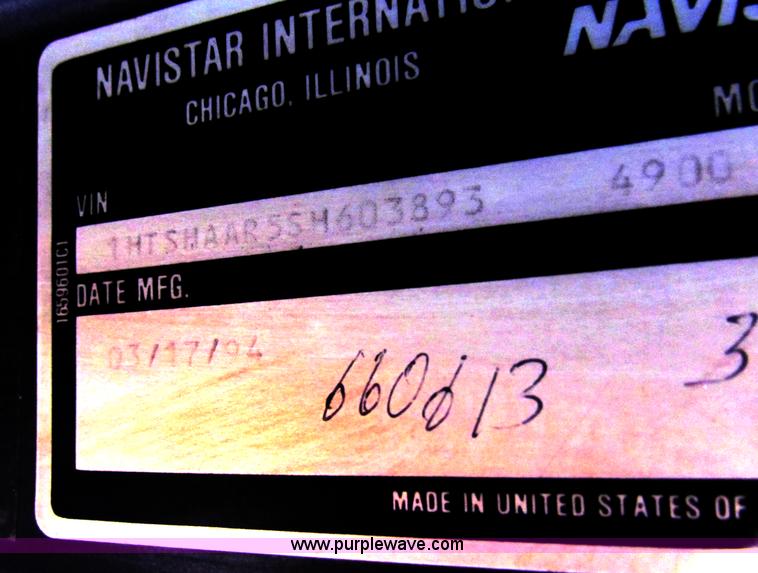 NAVISTAR INTERNATIO
NAVIS
CHICAGO, ILLINOIS
MO
VIN
1HTSHAAR5SH603893 4900
1659601C1
DATE MFG.
03/17/94
660613 3
MADE IN UNITED STATES OF
www.purplewave.com